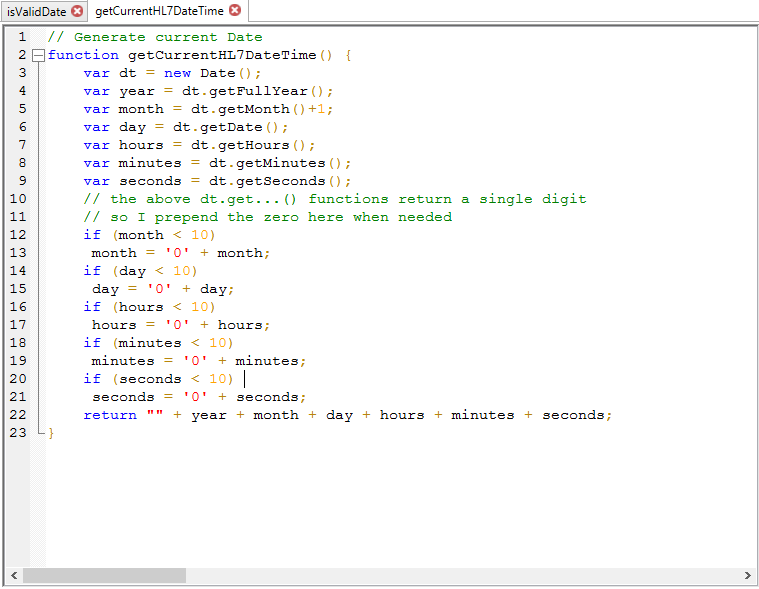 isValidDate getCurrentHL7DateTime
1 // Generate current Date
2 function getCurrentHL7DateTime() {
3 var dt = new Date();
4 var year = dt.getFullYear();
5 var month = dt.getMonth()+1;
6 var day = dt.getDate();
7 var hours = dt.getHours();
8 var minutes = dt.getMinutes();
9 var seconds = dt.getSeconds();
10 // the above dt.get...() functions return a single digit
11 // so I prepend the zero here when needed
12 if (month < 10)
13 month = '0' + month;
14 if (day < 10)
15 day = '0' + day;
16 if (hours < 10)
17 hours = '0' + hours;
18 if (minutes < 10)
19 minutes = '0' + minutes;
20 if (seconds < 10)
21 seconds = '0' + seconds;
22 return "" + year + month + day + hours + minutes + seconds;
23 }